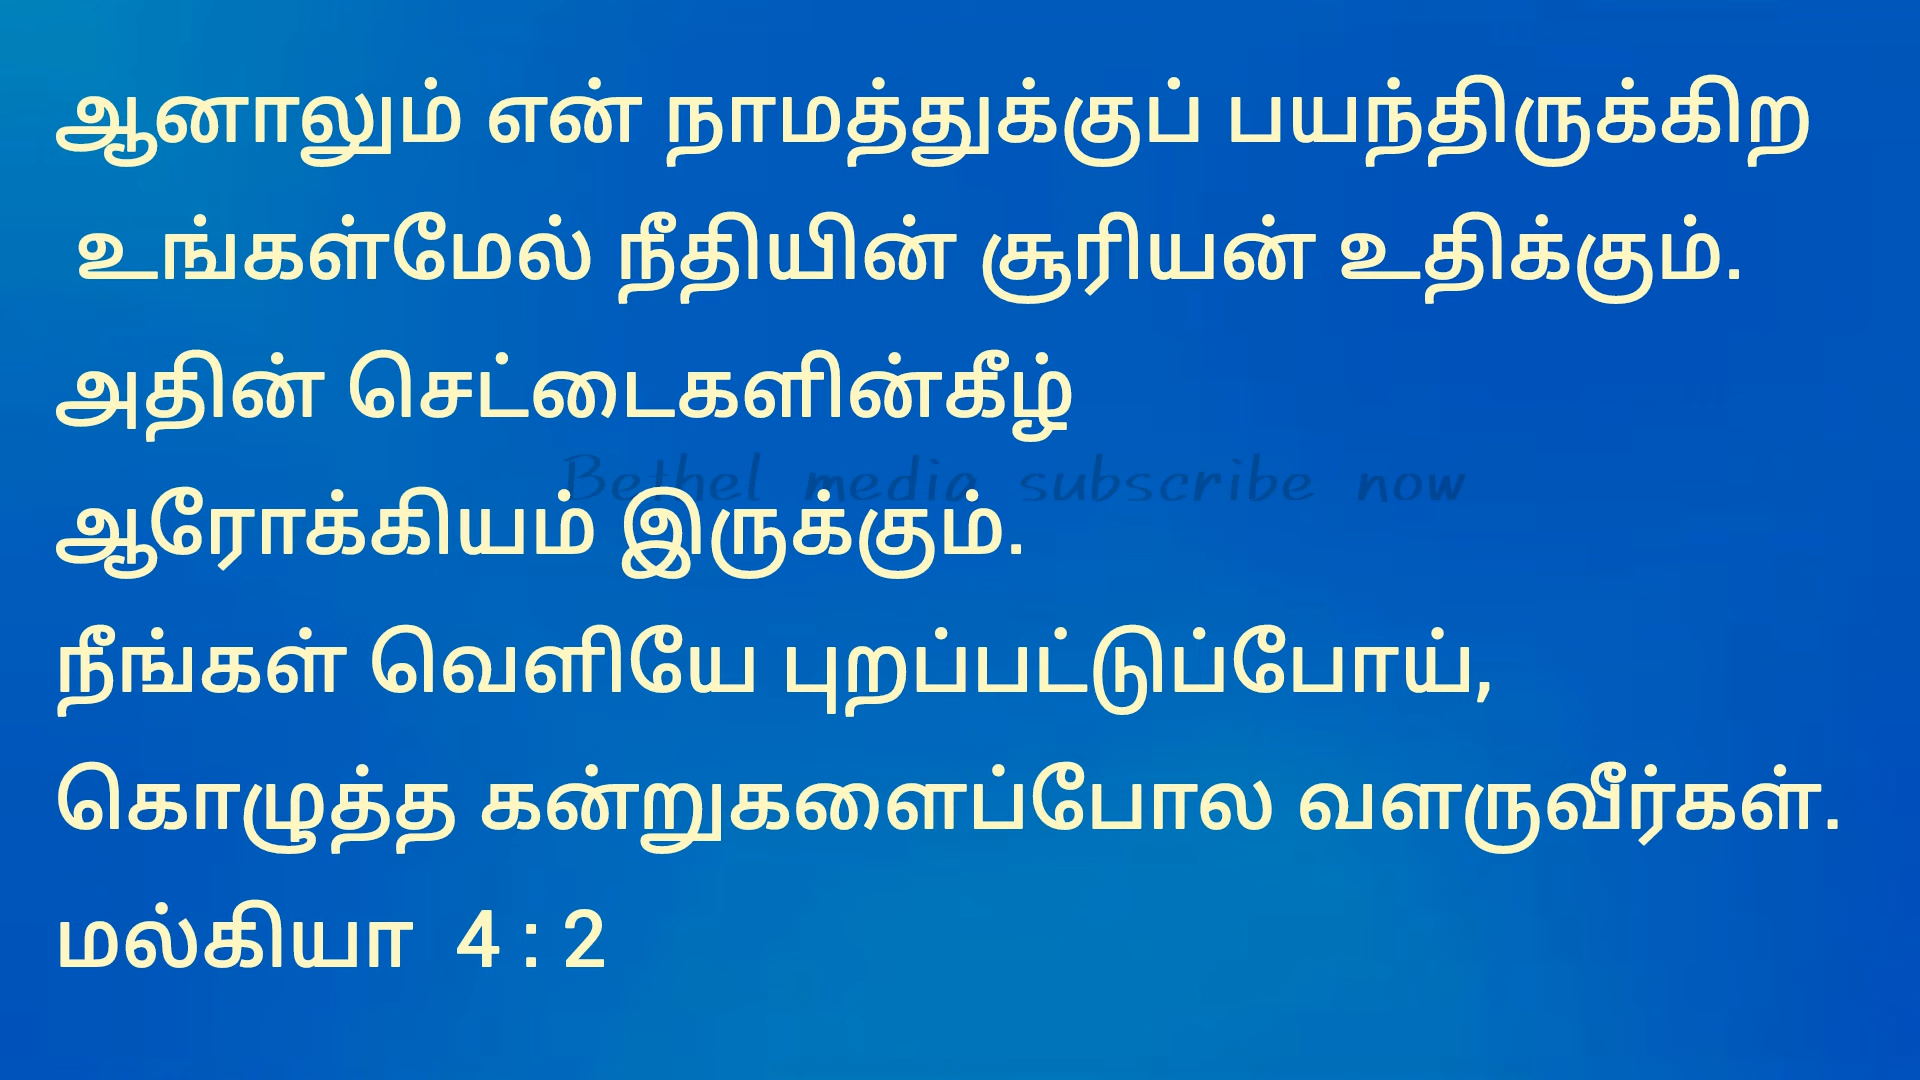 ஆனாலும் என் நாமத்துக்குப் பயந்திருக்கிற
உங்கள்மேல் நீதியின் சூரியன் உதிக்கும்.
அதின் செட்டைகளின்கீழ்
Bethel media subscribe now
ஆரோக்கியம் இருக்கும்.
நீங்கள் வெளியே புறப்பட்டுப்போய்,
கொழுத்த கன்றுகளைப்போல வளருவீர்கள்.
மல்கியா 4 : 2